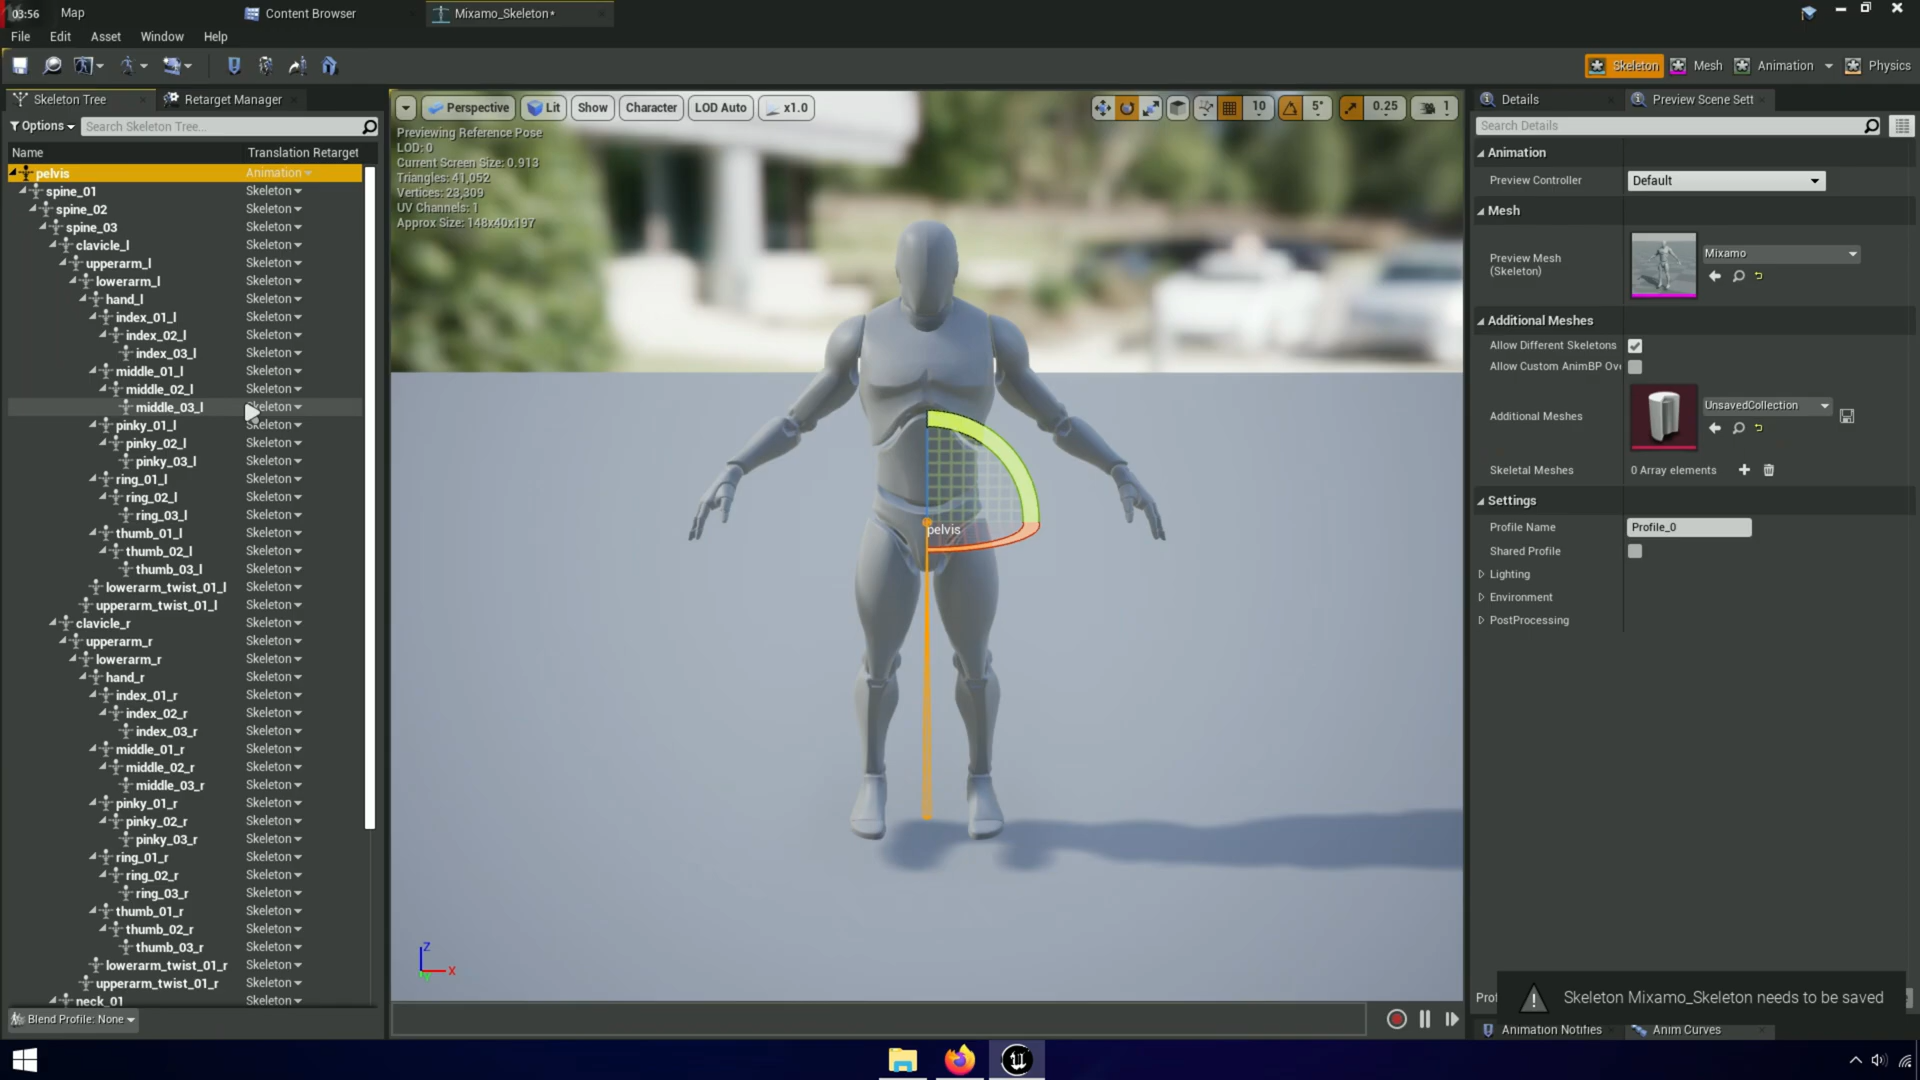 03:56
Map
Content Browser
Mixamo_Skeleton*
File Edit Asset Window Help
Skeleton Mesh Animation Physics
Skeleton Tree
Retarget Manager
Options
Search Skeleton Tree...
Name Translation Retarget
pelvis Animation
spine_01 Skeleton
spine_02 Skeleton
spine_03 Skeleton
clavicle_l Skeleton
upperarm_l Skeleton
lowerarm_l Skeleton
hand_l Skeleton
index_01_l Skeleton
index_02_l Skeleton
index_03_l Skeleton
middle_01_l Skeleton
middle_02_l Skeleton
middle_03_l Skeleton
pinky_01_l Skeleton
pinky_02_l Skeleton
pinky_03_l Skeleton
ring_01_l Skeleton
ring_02_l Skeleton
ring_03_l Skeleton
thumb_01_l Skeleton
thumb_02_l Skeleton
thumb_03_l Skeleton
lowerarm_twist_01_l Skeleton
upperarm_twist_01_l Skeleton
clavicle_r Skeleton
upperarm_r Skeleton
lowerarm_r Skeleton
hand_r Skeleton
index_01_r Skeleton
index_02_r Skeleton
index_03_r Skeleton
middle_01_r Skeleton
middle_02_r Skeleton
middle_03_r Skeleton
pinky_01_r Skeleton
pinky_02_r Skeleton
pinky_03_r Skeleton
ring_01_r Skeleton
ring_02_r Skeleton
ring_03_r Skeleton
thumb_01_r Skeleton
thumb_02_r Skeleton
thumb_03_r Skeleton
lowerarm_twist_01_r Skeleton
upperarm_twist_01_r Skeleton
neck_01 Skeleton
Blend Profile: None
Perspective Lit Show Character LOD Auto x1.0
10 5° 0.25 1
Previewing Reference Pose
LOD: 0
Current Screen Size: 0.913
Triangles: 41,052
Vertices: 23,309
UV Channels: 1
Approx Size: 148x40x197
pelvis
Z
X
Details
Preview Scene Sett
Search Details
Animation
Preview Controller Default
Mesh
Preview Mesh (Skeleton)
Mixamo
Additional Meshes
Allow Different Skeletons
Allow Custom AnimBP Ov
Additional Meshes
UnsavedCollection
Skeletal Meshes 0 Array elements
Settings
Profile Name Profile_0
Shared Profile
Lighting
Environment
PostProcessing
Prof
Skeleton Mixamo_Skeleton needs to be saved
Animation Notifies
Anim Curves